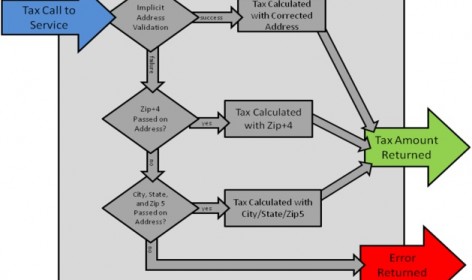 Tax Call to
Service
Implicit
Address
Validation
success
Tax Calculated
with Corrected
Address
failure
Zip+4
Passed on
Address?
yes
Tax Calculated
with Zip+4
Tax Amount
Returned
no
City, State,
and Zip 5
Passed on
Address?
yes
Tax Calculated with
City/State/Zip5
no
Error
Returned